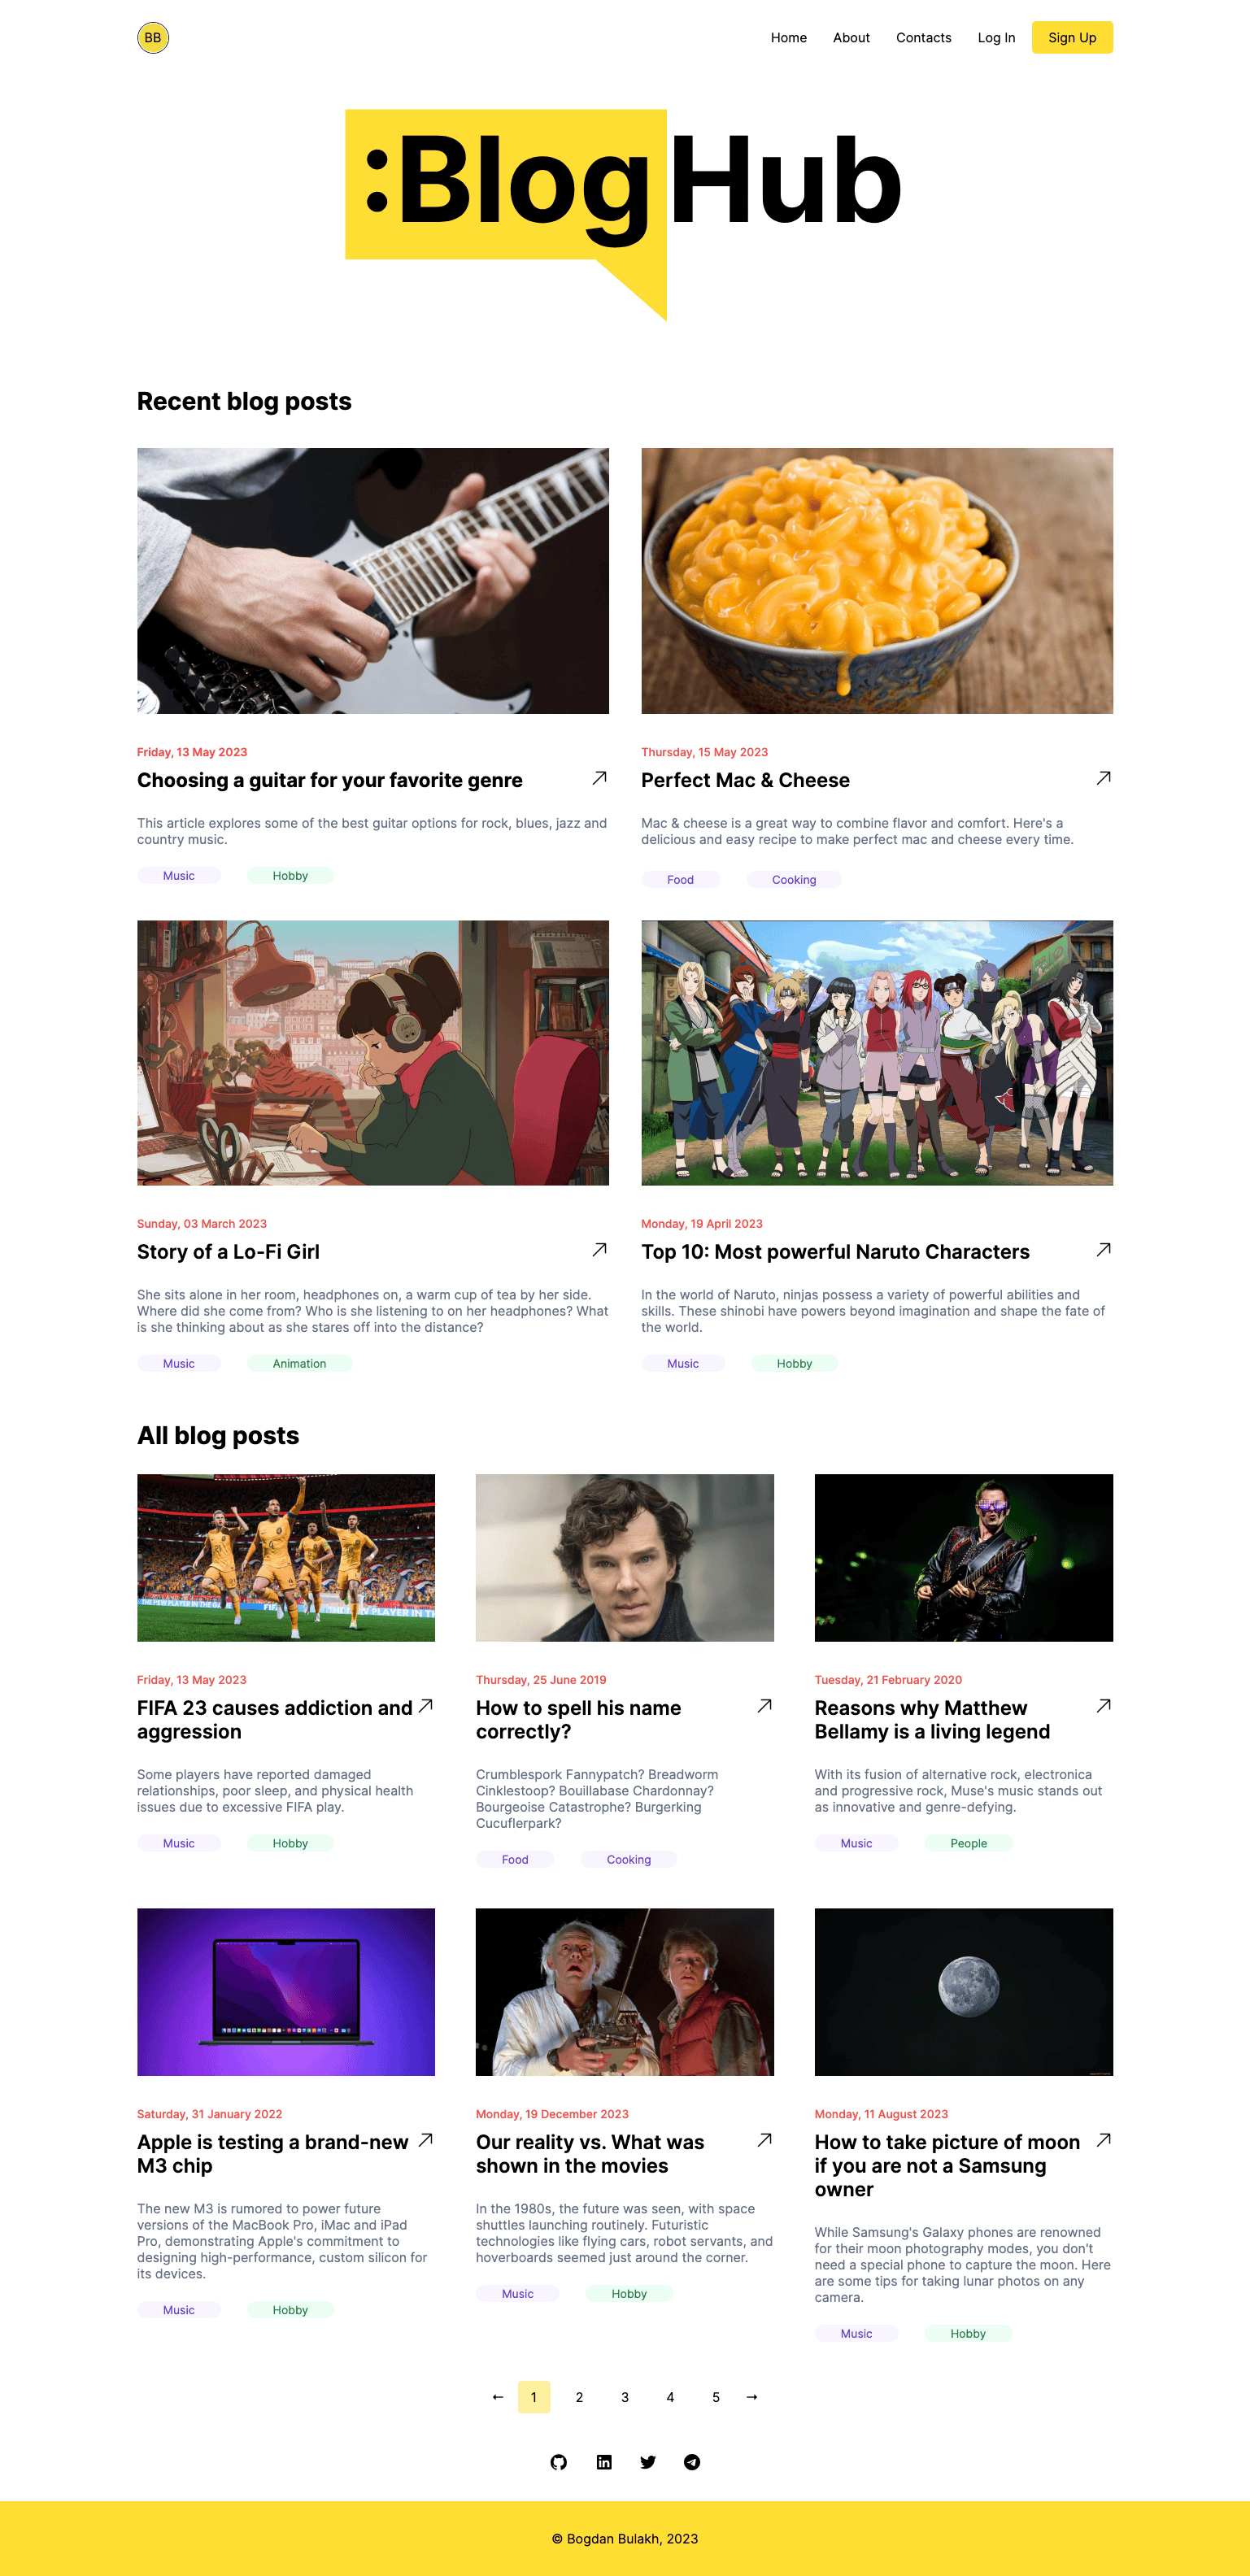 BB
Home
About
Contacts
Log In
Sign Up
:BlogHub
Recent blog posts
Friday, 13 May 2023
Choosing a guitar for your favorite genre
This article explores some of the best guitar options for rock, blues, jazz and
country music.
Music
Hobby
Thursday, 15 May 2023
Perfect Mac & Cheese
Mac & cheese is a great way to combine flavor and comfort. Here's a
delicious and easy recipe to make perfect mac and cheese every time.
Food
Cooking
Sunday, 03 March 2023
Story of a Lo-Fi Girl
She sits alone in her room, headphones on, a warm cup of tea by her side.
Where did she come from? Who is she listening to on her headphones? What
is she thinking about as she stares off into the distance?
Music
Animation
Monday, 19 April 2023
Top 10: Most powerful Naruto Characters
In the world of Naruto, ninjas possess a variety of powerful abilities and
skills. These shinobi have powers beyond imagination and shape the fate of
the world.
Music
Hobby
All blog posts
Friday, 13 May 2023
FIFA 23 causes addiction and
aggression
Some players have reported damaged
relationships, poor sleep, and physical health
issues due to excessive FIFA play.
Music
Hobby
Thursday, 25 June 2019
How to spell his name
correctly?
Crumblespork Fannypatch? Breadworm
Cinklestoop? Bouillabase Chardonnay?
Bourgeoise Catastrophe? Burgerking
Cucuflerpark?
Food
Cooking
Tuesday, 21 February 2020
Reasons why Matthew
Bellamy is a living legend
With its fusion of alternative rock, electronica
and progressive rock, Muse's music stands out
as innovative and genre-defying.
Music
People
Saturday, 31 January 2022
Apple is testing a brand-new
M3 chip
The new M3 is rumored to power future
versions of the MacBook Pro, iMac and iPad
Pro, demonstrating Apple's commitment to
designing high-performance, custom silicon for
its devices.
Music
Hobby
Monday, 19 December 2023
Our reality vs. What was
shown in the movies
In the 1980s, the future was seen, with space
shuttles launching routinely. Futuristic
technologies like flying cars, robot servants, and
hoverboards seemed just around the corner.
Music
Hobby
Monday, 11 August 2023
How to take picture of moon
if you are not a Samsung
owner
While Samsung's Galaxy phones are renowned
for their moon photography modes, you don't
need a special phone to capture the moon. Here
are some tips for taking lunar photos on any
camera.
Music
Hobby
← 1 2 3 4 5 →
© Bogdan Bulakh, 2023